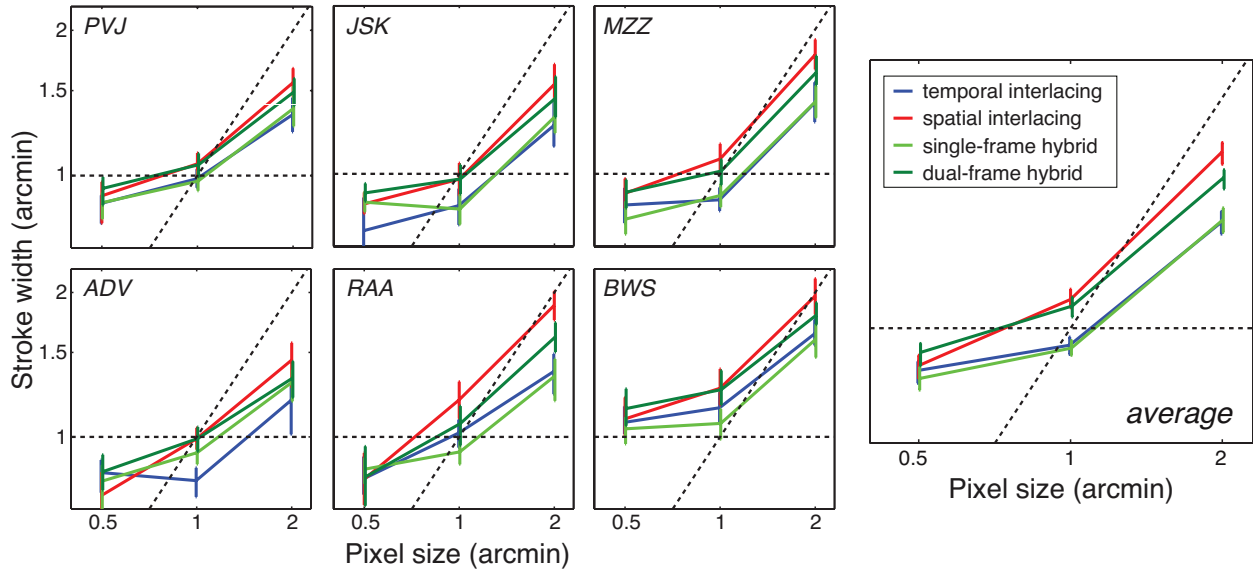 PVJ
JSK
MZZ
2
1.5
1
ADV
RAA
BWS
2
1.5
1
0.5
1
2
0.5
1
2
0.5
1
2
Stroke width (arcmin)
Pixel size (arcmin)
temporal interlacing
spatial interlacing
single-frame hybrid
dual-frame hybrid
average
0.5
1
2
Pixel size (arcmin)